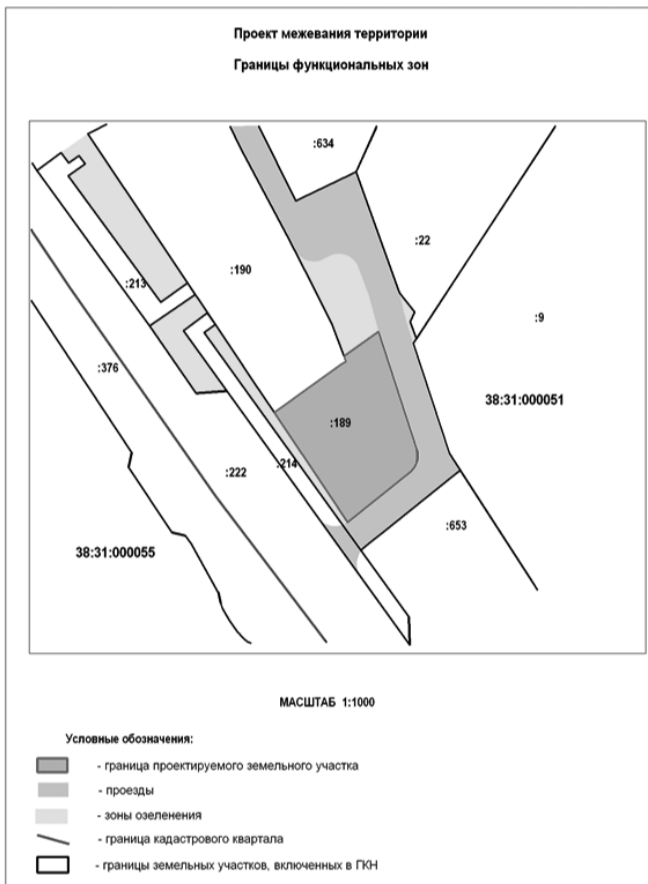 Проект межевания территории
Границы функциональных зон
:634
:22
:190
:213
:9
:376
38:31:000051
:189
:214
:222
:653
38:31:000055
МАСШТАБ 1:1000
Условные обозначения:
- граница проектируемого земельного участка
- проезды
- зоны озеленения
- граница кадастрового квартала
- границы земельных участков, включенных в ГКН